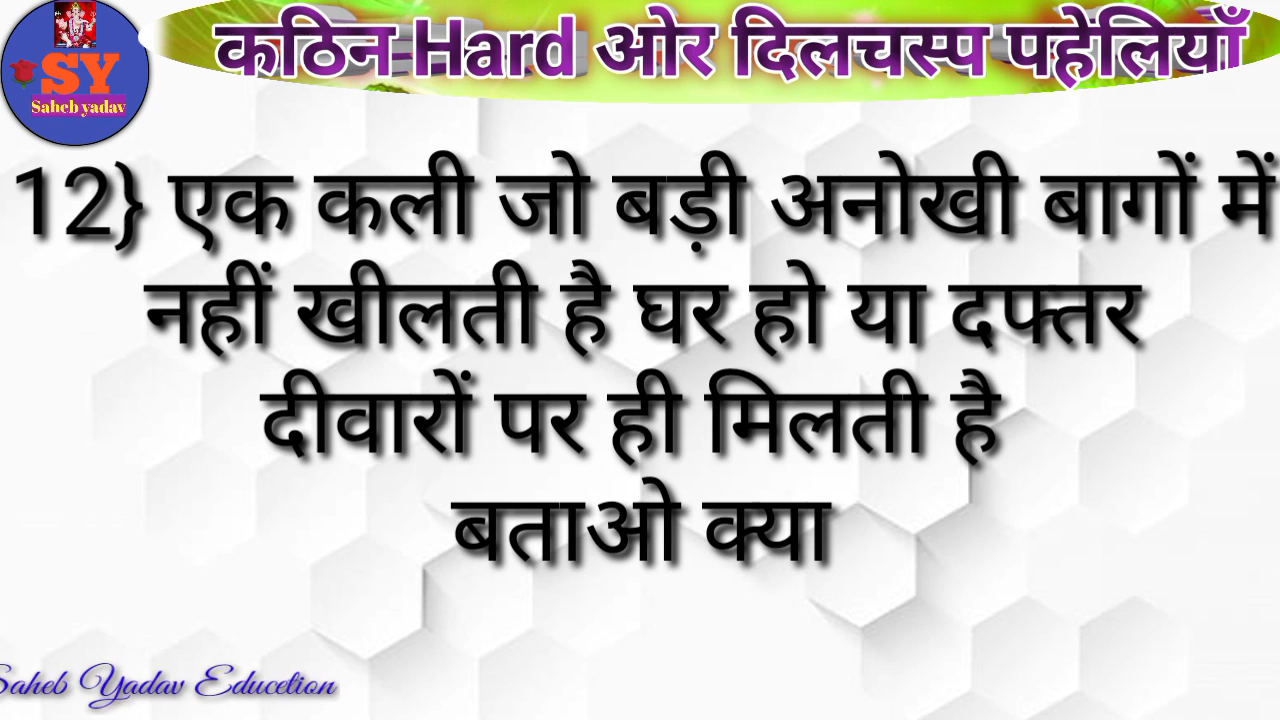 कठिन Hard ओर दिलचस्प पहेलियाँ
SY
Saheb yadav
12} एक कली जो बड़ी अनोखी बागों में
नहीं खीलती है घर हो या दफ्तर
दीवारों पर ही मिलती है
बताओ क्या
Saheb Yadav Educetion